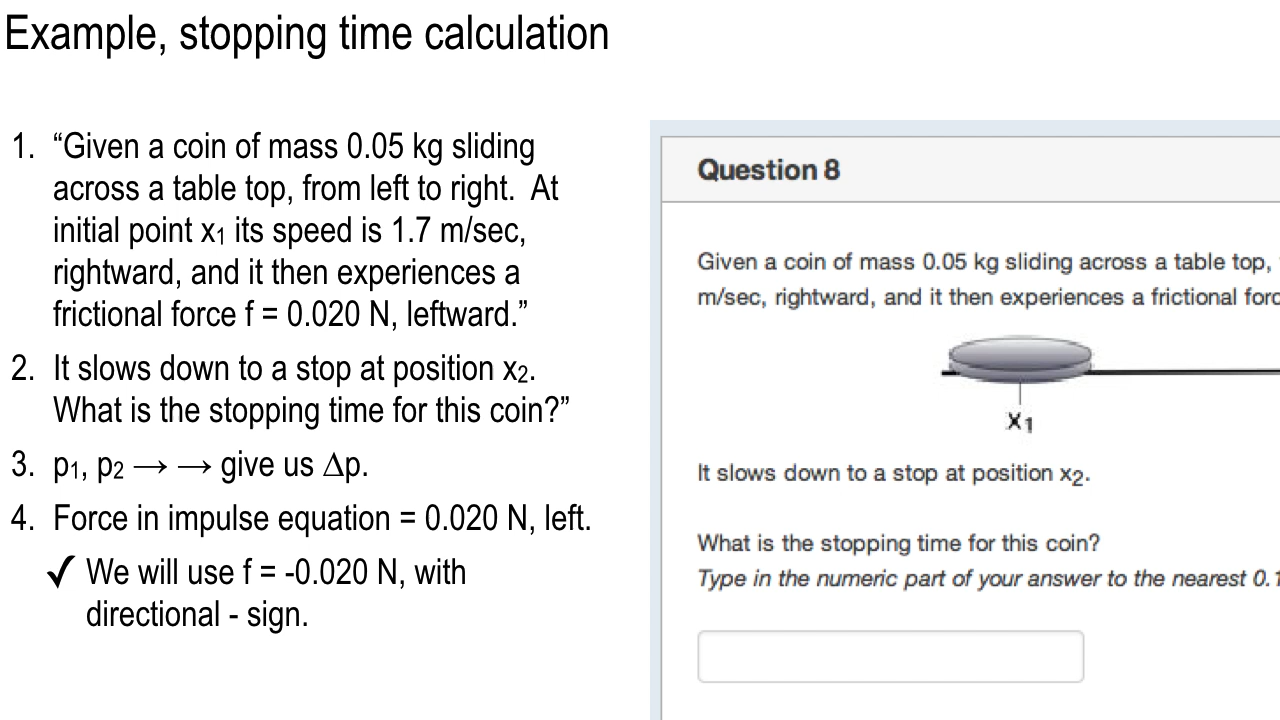 Example, stopping time calculation
1. “Given a coin of mass 0.05 kg sliding
across a table top, from left to right.  At
initial point x₁ its speed is 1.7 m/sec,
rightward, and it then experiences a
frictional force f = 0.020 N, leftward.”
2. It slows down to a stop at position x₂.
What is the stopping time for this coin?”
3. p₁, p₂ → → give us Δp.
4. Force in impulse equation = 0.020 N, left.
✓ We will use f = -0.020 N, with
directional - sign.
Question 8
Given a coin of mass 0.05 kg sliding across a table top,
m/sec, rightward, and it then experiences a frictional forc
x₁
It slows down to a stop at position x₂.
What is the stopping time for this coin?
Type in the numeric part of your answer to the nearest 0.1